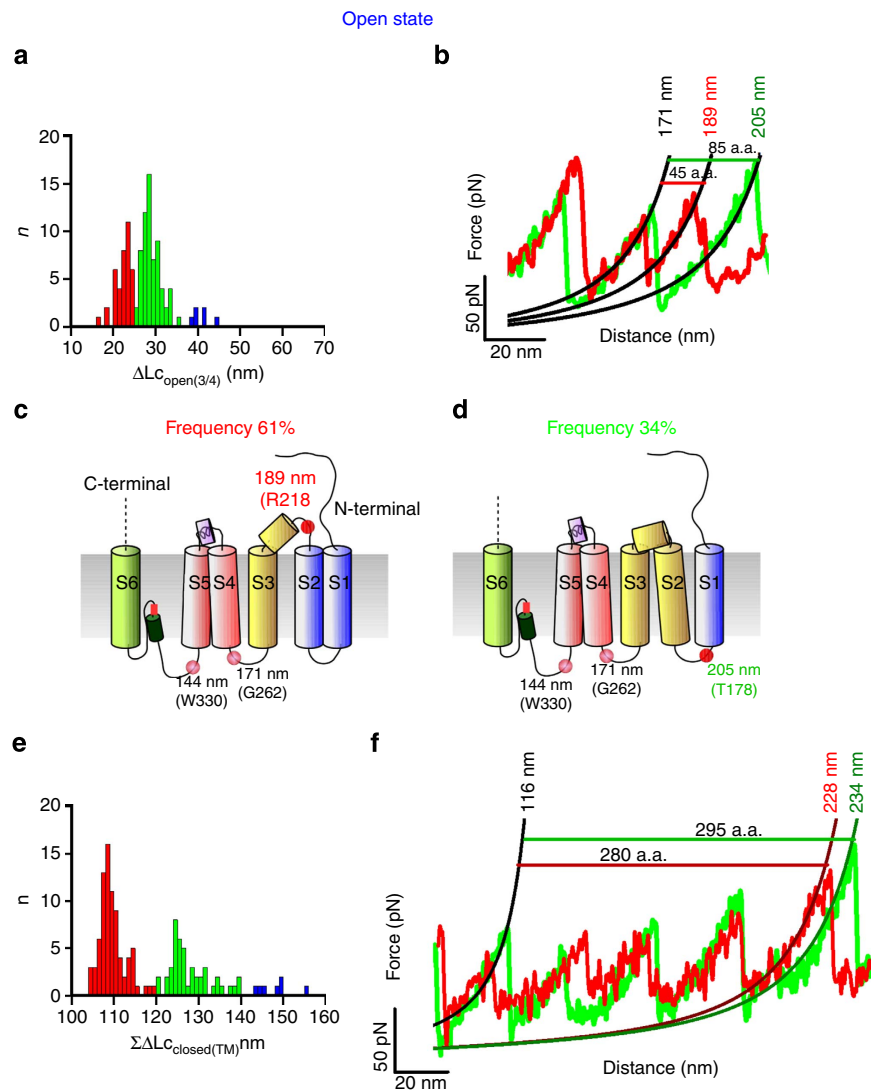 Open state
a
20
15
10
5
0
n
10 20 30 40 50 60 70
ΔLc open(3/4) (nm)
b
171 nm
189 nm
205 nm
85 a.a.
45 a.a.
Force (pN)
50 pN
20 nm
Distance (nm)
c
Frequency 61%
C-terminal
189 nm
(R218
N-terminal
S6 S5 S4 S3 S2 S1
144 nm
(W330)
171 nm
(G262)
d
Frequency 34%
S6 S5 S4 S3 S2 S1
144 nm
(W330)
171 nm
(G262)
205 nm
(T178)
e
20
15
10
5
0
n
100 110 120 130 140 150 160
ΣΔLc closed(TM) nm
f
116 nm
228 nm
234 nm
295 a.a.
280 a.a.
Force (pN)
50 pN
20 nm
Distance (nm)